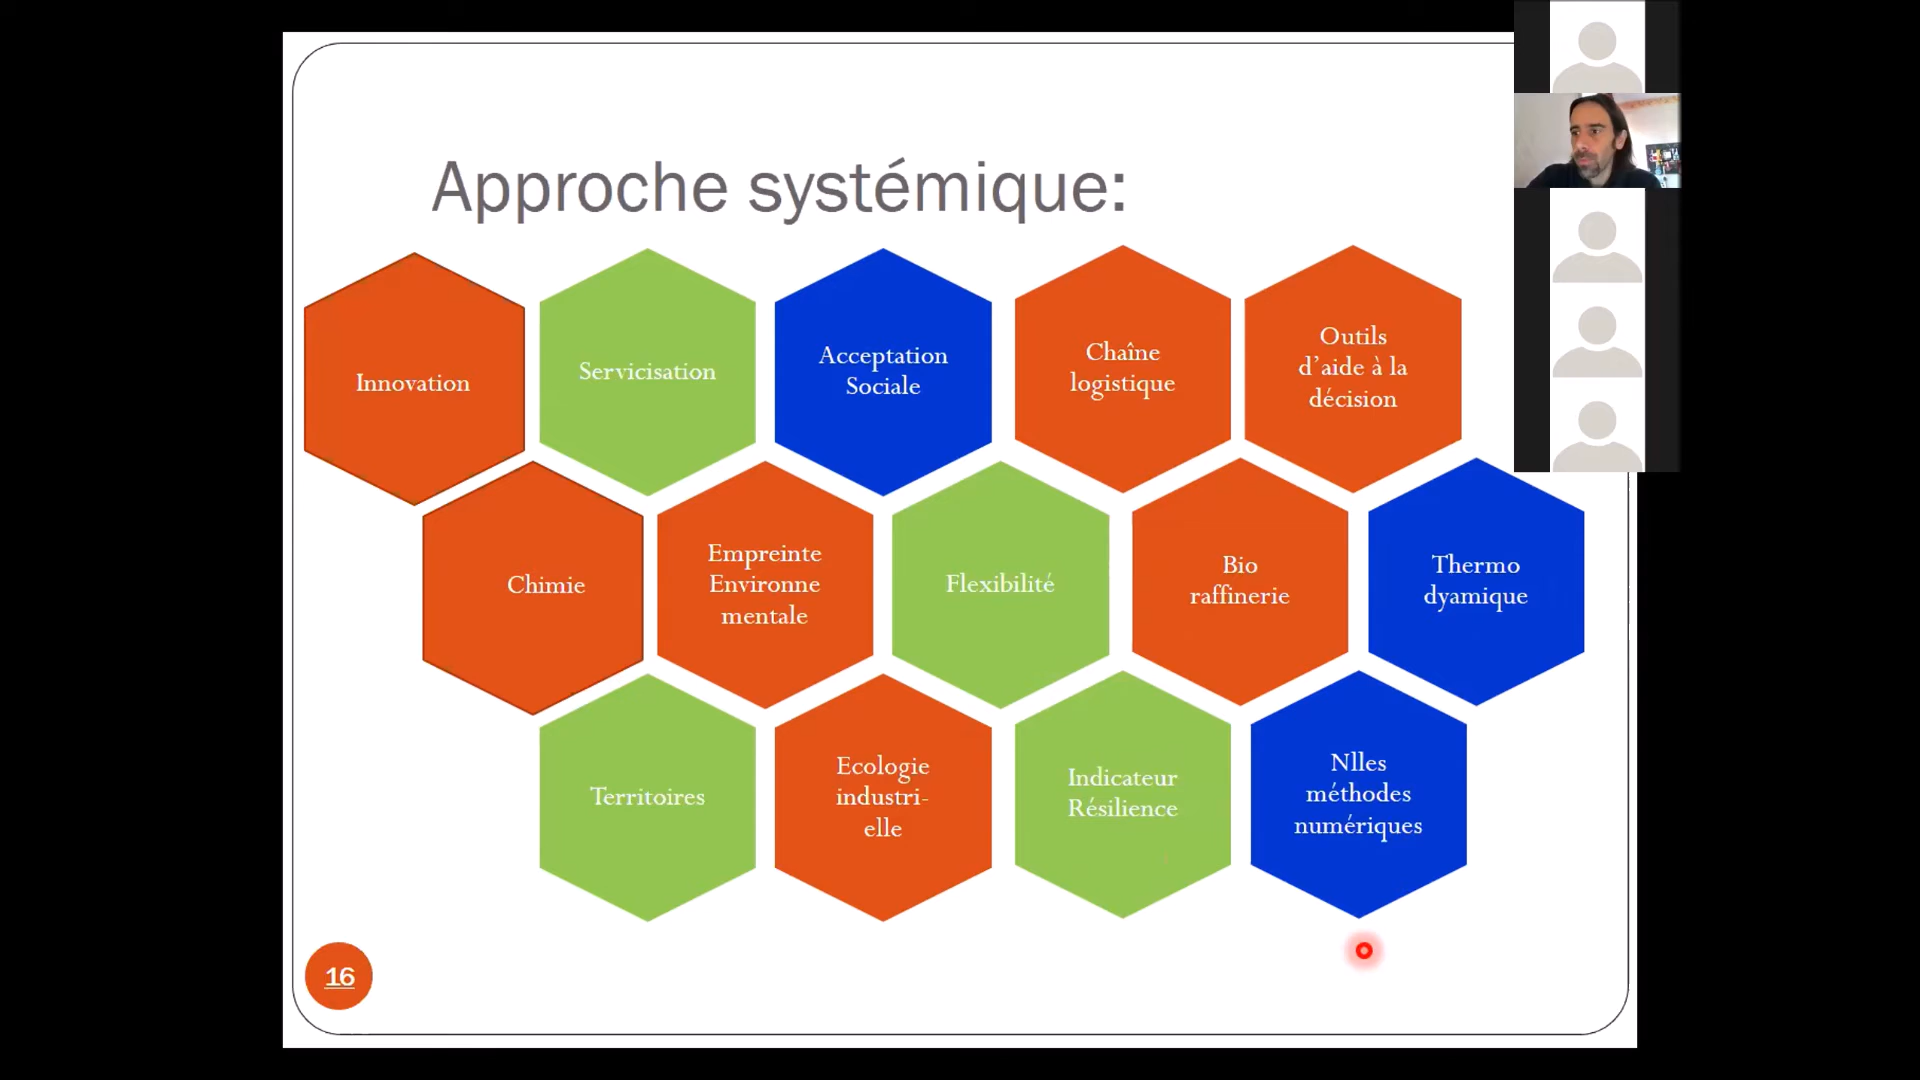 Approche systémique:
Innovation
Servicisation
Acceptation
Sociale
Chaîne
logistique
Outils
d’aide à la
décision
Chimie
Empreinte
Environne
mentale
Flexibilité
Bio
raffinerie
Thermo
dyamique
Territoires
Ecologie
industri-
elle
Indicateur
Résilience
Nlles
méthodes
numériques
16